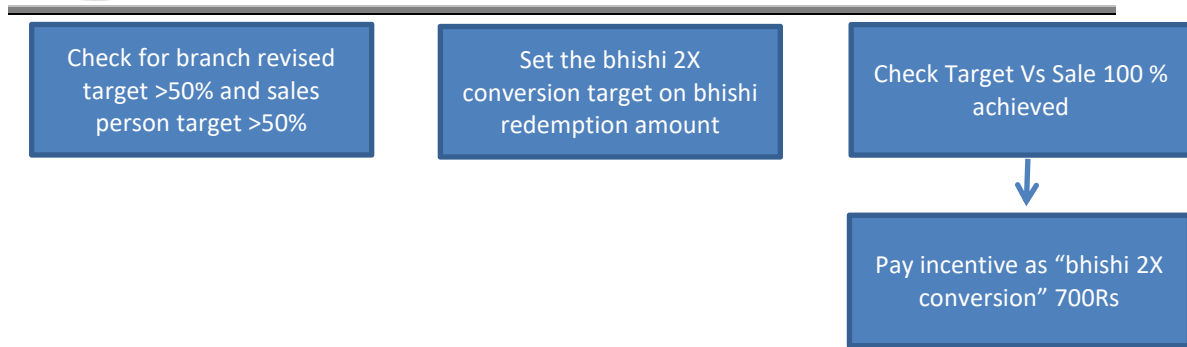 Check for branch revised
target >50% and sales
person target >50%
Set the bhishi 2X
conversion target on bhishi
redemption amount
Check Target Vs Sale 100 %
achieved
Pay incentive as “bhishi 2X
conversion” 700Rs